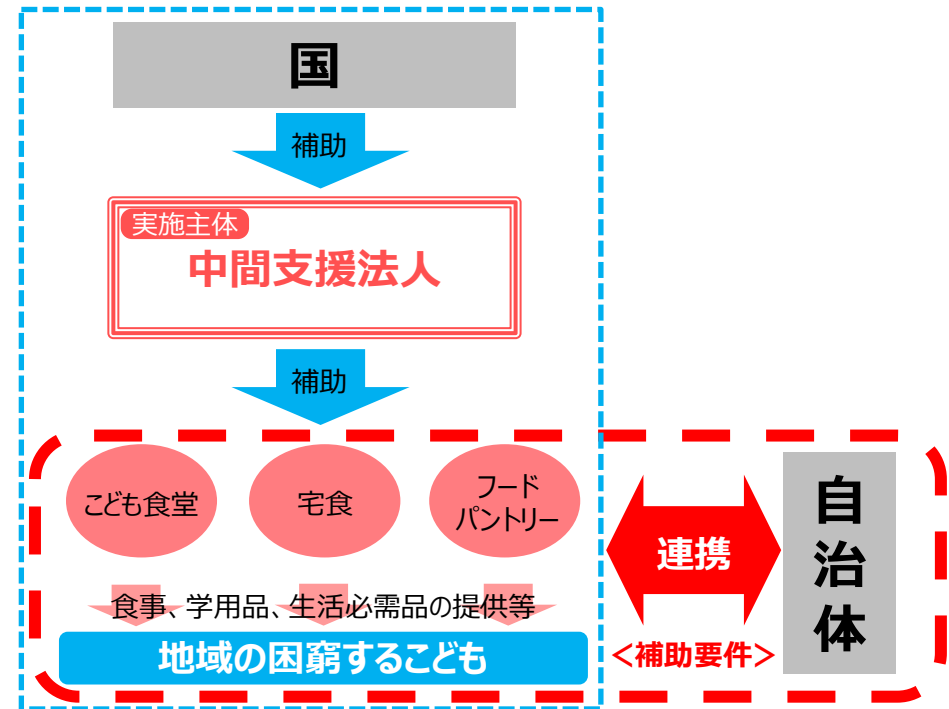 国
補助
実施主体
中間支援法人
補助
こども食堂
宅食
フード
パントリー
連携
自治体
食事、学用品、生活必需品の提供等
地域の困窮するこども
<補助要件>